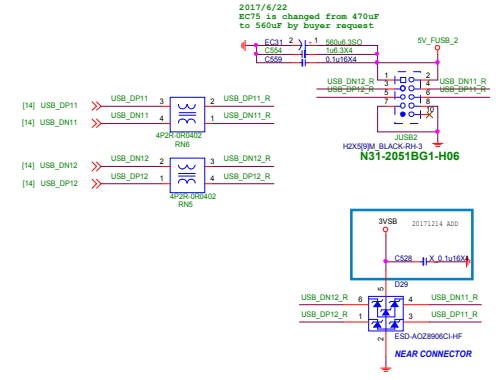 2017/6/22
EC75 is changed from 470uF
to 560uF by buyer request
EC31 2 + 1 560u6.3SO
C554 1u6.3X4
C559 0.1u16X4
5V_FUSB_2
USB_DN12_R 1 2 USB_DN11_R
USB_DP12_R 3 4 USB_DP11_R
5 6
7 8
10
JUSB2
H2X5[9]M_BLACK-RH-3
N31-2051BG1-H06
[14] USB_DP11 USB_DP11 3 2 USB_DP11_R
[14] USB_DN11 USB_DN11 4 1 USB_DN11_R
4P2R-0R0402
RN6
[14] USB_DN12 USB_DN12 2 3 USB_DN12_R
[14] USB_DP12 USB_DP12 1 4 USB_DP12_R
4P2R-0R0402
RN5
3VSB 20171214 ADD
C528 X_0.1u16X4
D29
5
USB_DN12_R 6 4 USB_DN11_R
USB_DP12_R 1 3 USB_DP11_R
2
ESD-AOZ8906CI-HF
NEAR CONNECTOR